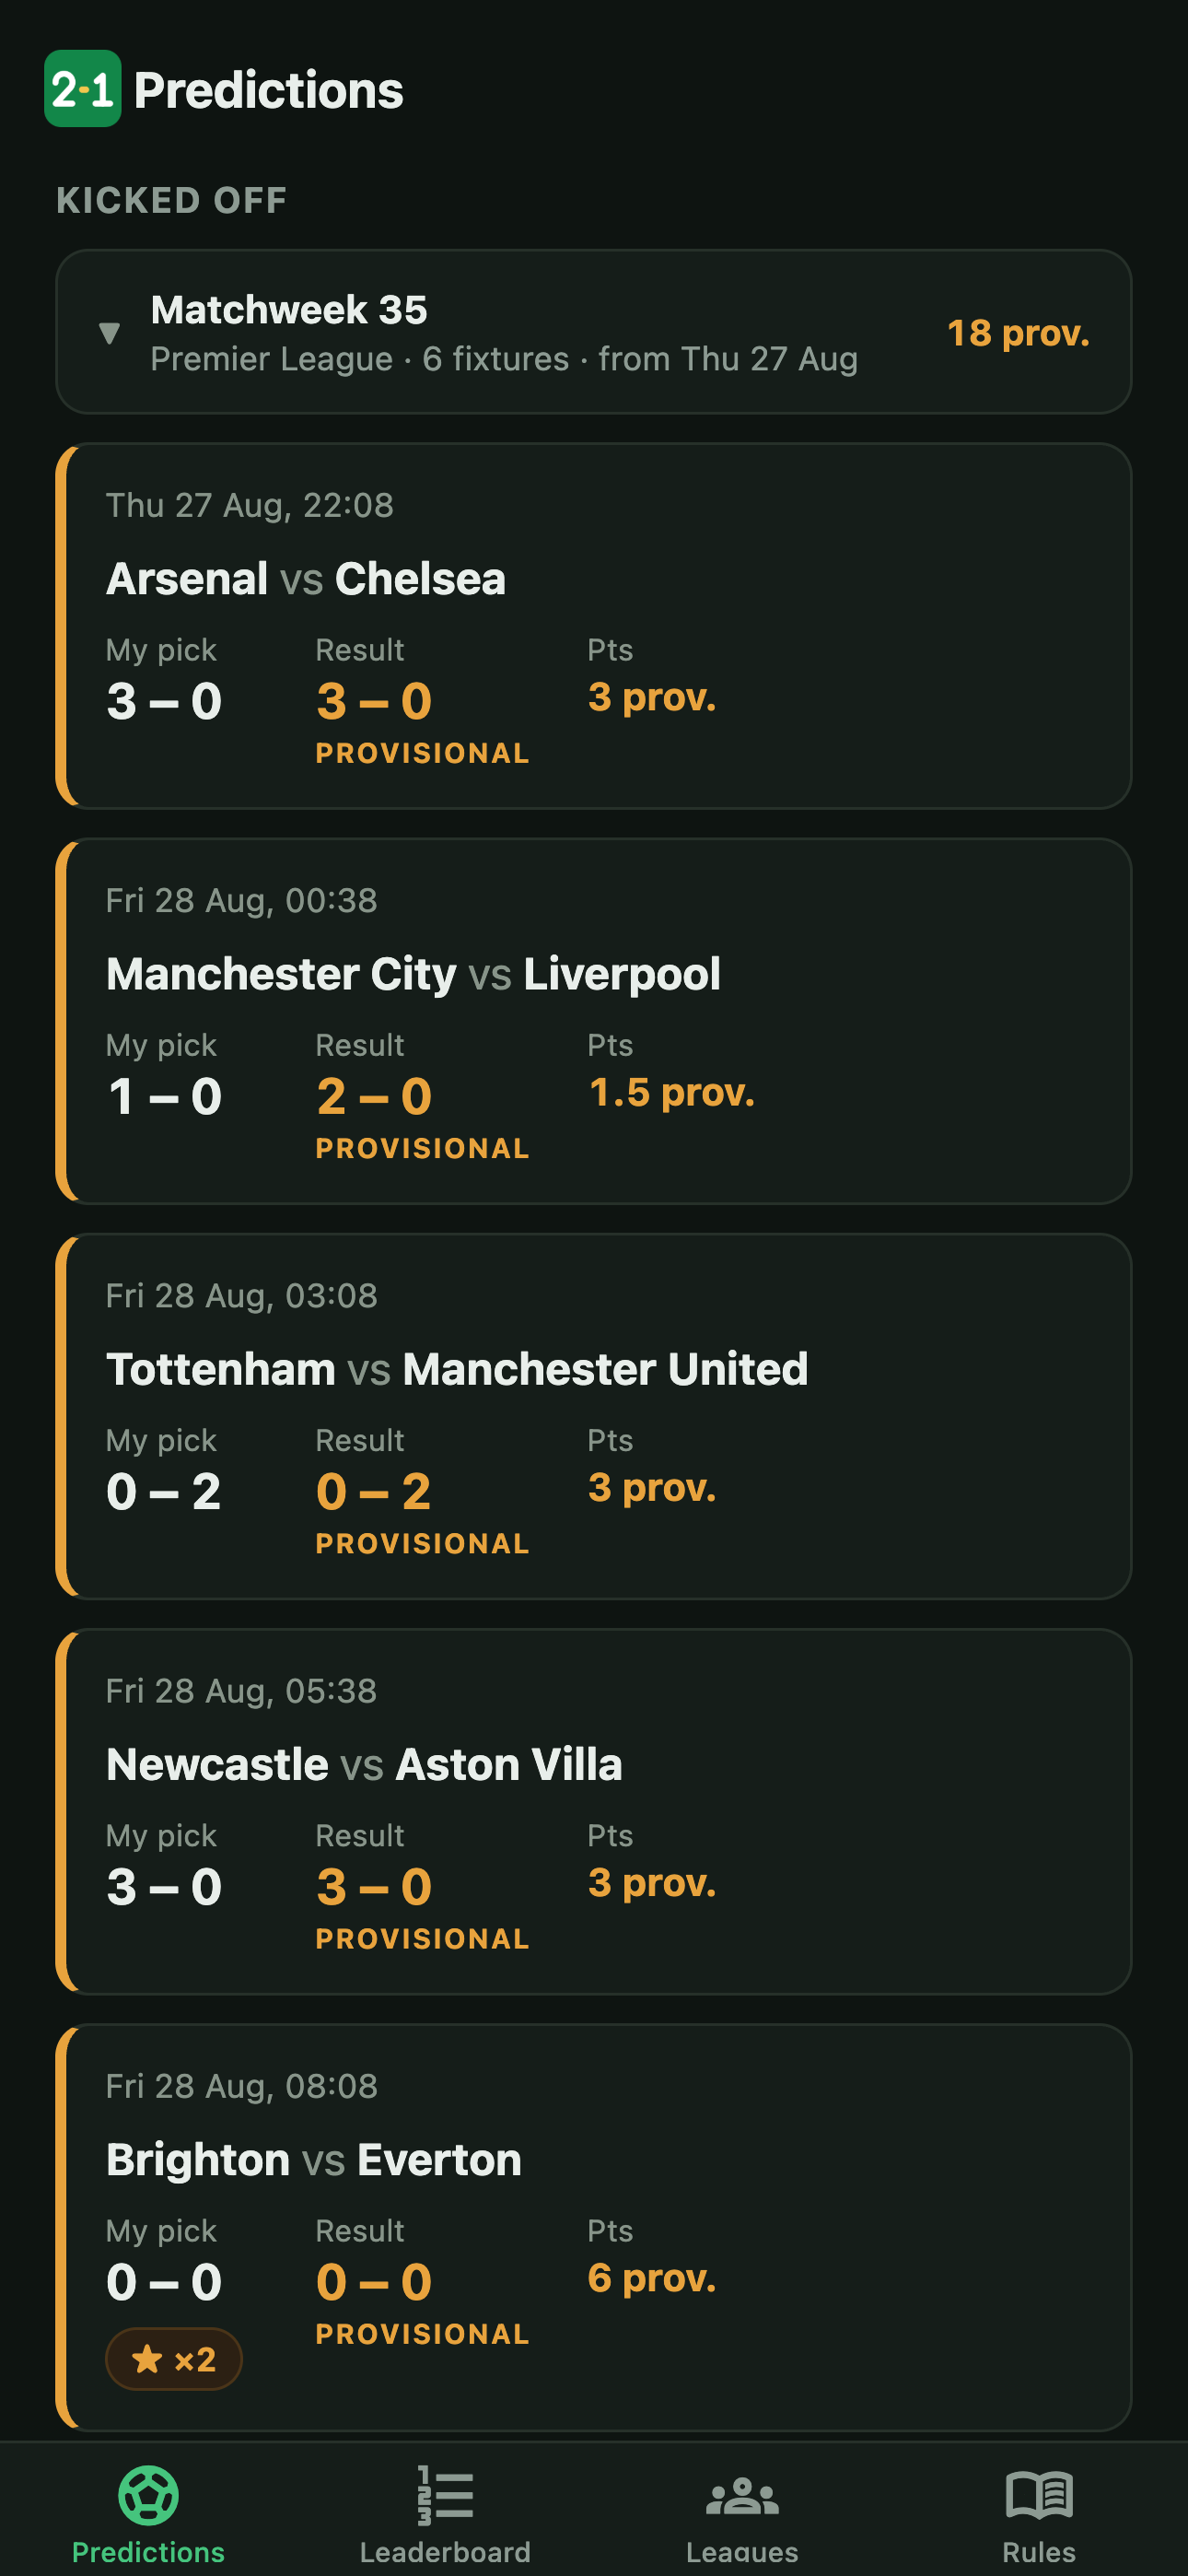 2-1 Predictions
KICKED OFF
▼ Matchweek 35
Premier League · 6 fixtures · from Thu 27 Aug
18 prov.
Thu 27 Aug, 22:08
Arsenal vs Chelsea
My pick Result Pts
3 – 0 3 – 0 3 prov.
PROVISIONAL
Fri 28 Aug, 00:38
Manchester City vs Liverpool
My pick Result Pts
1 – 0 2 – 0 1.5 prov.
PROVISIONAL
Fri 28 Aug, 03:08
Tottenham vs Manchester United
My pick Result Pts
0 – 2 0 – 2 3 prov.
PROVISIONAL
Fri 28 Aug, 05:38
Newcastle vs Aston Villa
My pick Result Pts
3 – 0 3 – 0 3 prov.
PROVISIONAL
Fri 28 Aug, 08:08
Brighton vs Everton
My pick Result Pts
0 – 0 0 – 0 6 prov.
PROVISIONAL
★ ×2
Predictions Leaderboard Leagues Rules